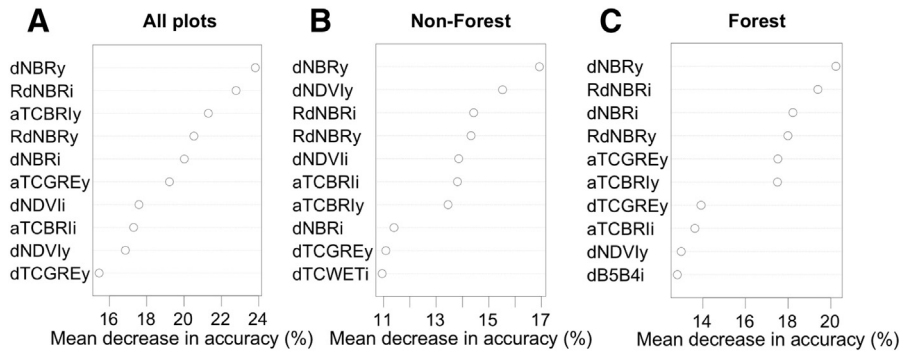 A All plots
dNBRy
RdNBRi
aTCBRIy
RdNBRy
dNBRi
aTCGREy
dNDVIi
aTCBRIi
dNDVIy
dTCGREy
16 18 20 22 24
Mean decrease in accuracy (%)
B Non-Forest
dNBRy
dNDVIy
RdNBRi
RdNBRy
dNDVIi
aTCBRIi
aTCBRIy
dNBRi
dTCGREy
dTCWETi
11 13 15 17
Mean decrease in accuracy (%)
C Forest
dNBRy
RdNBRi
dNBRi
RdNBRy
aTCGREy
aTCBRIy
dTCGREy
aTCBRIi
dNDVIy
dB5B4i
14 16 18 20
Mean decrease in accuracy (%)